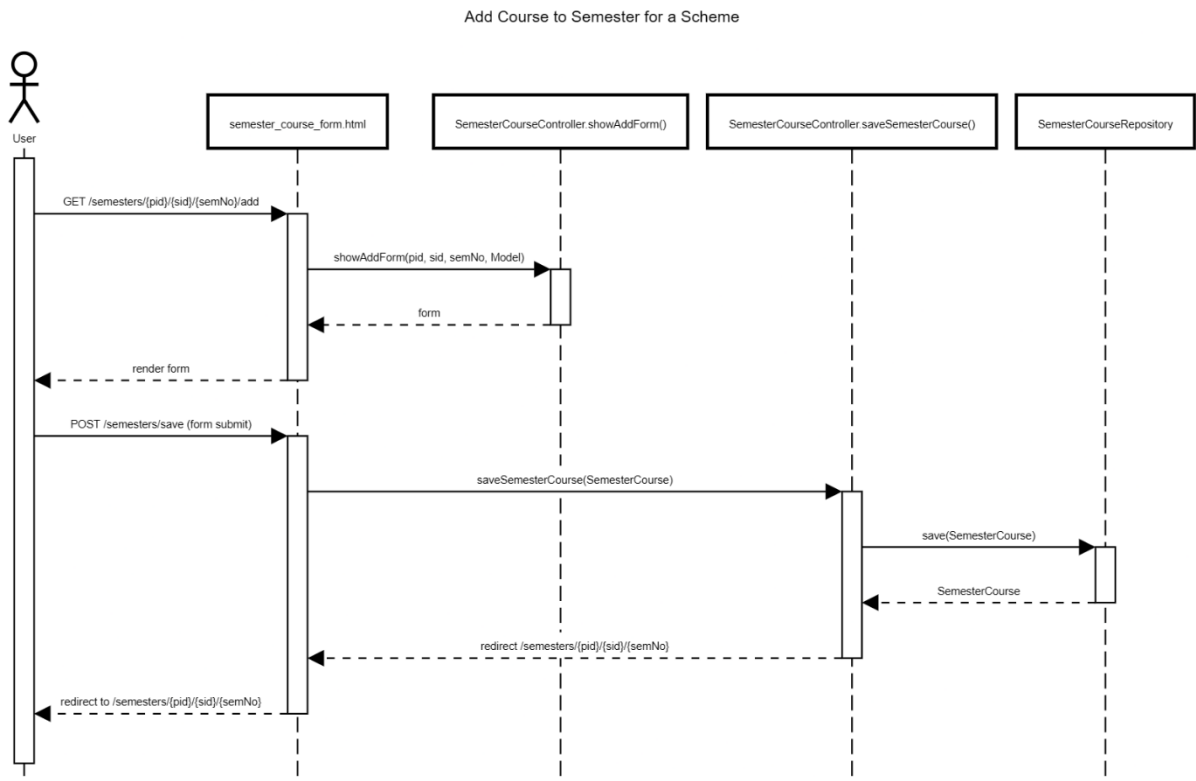 Add Course to Semester for a Scheme
User
semester_course_form.html
SemesterCourseController.showAddForm()
SemesterCourseController.saveSemesterCourse()
SemesterCourseRepository
GET /semesters/{pid}/{sid}/{semNo}/add
showAddForm(pid, sid, semNo, Model)
form
render form
POST /semesters/save (form submit)
saveSemesterCourse(SemesterCourse)
save(SemesterCourse)
SemesterCourse
redirect /semesters/{pid}/{sid}/{semNo}
redirect to /semesters/{pid}/{sid}/{semNo}